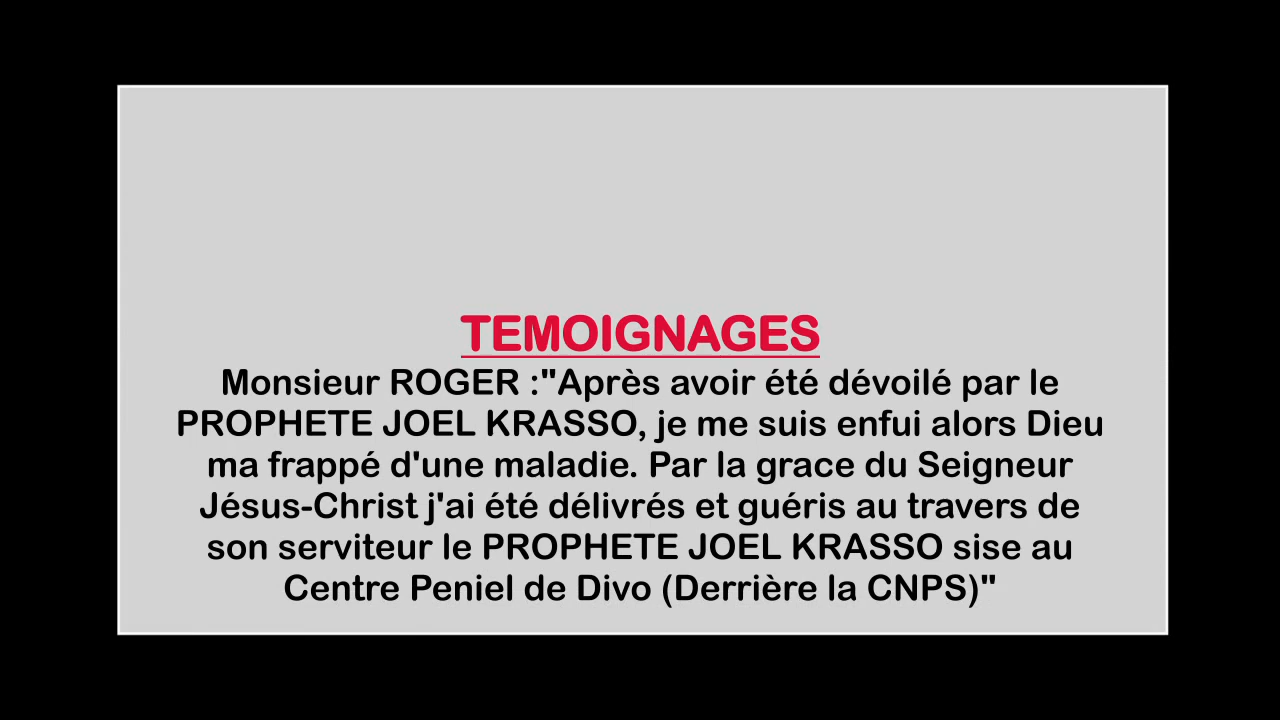 TEMOIGNAGES
Monsieur ROGER :"Après avoir été dévoilé par le
PROPHETE JOEL KRASSO, je me suis enfui alors Dieu
ma frappé d'une maladie. Par la grace du Seigneur
Jésus-Christ j'ai été délivrés et guéris au travers de
son serviteur le PROPHETE JOEL KRASSO sise au
Centre Peniel de Divo (Derrière la CNPS)"